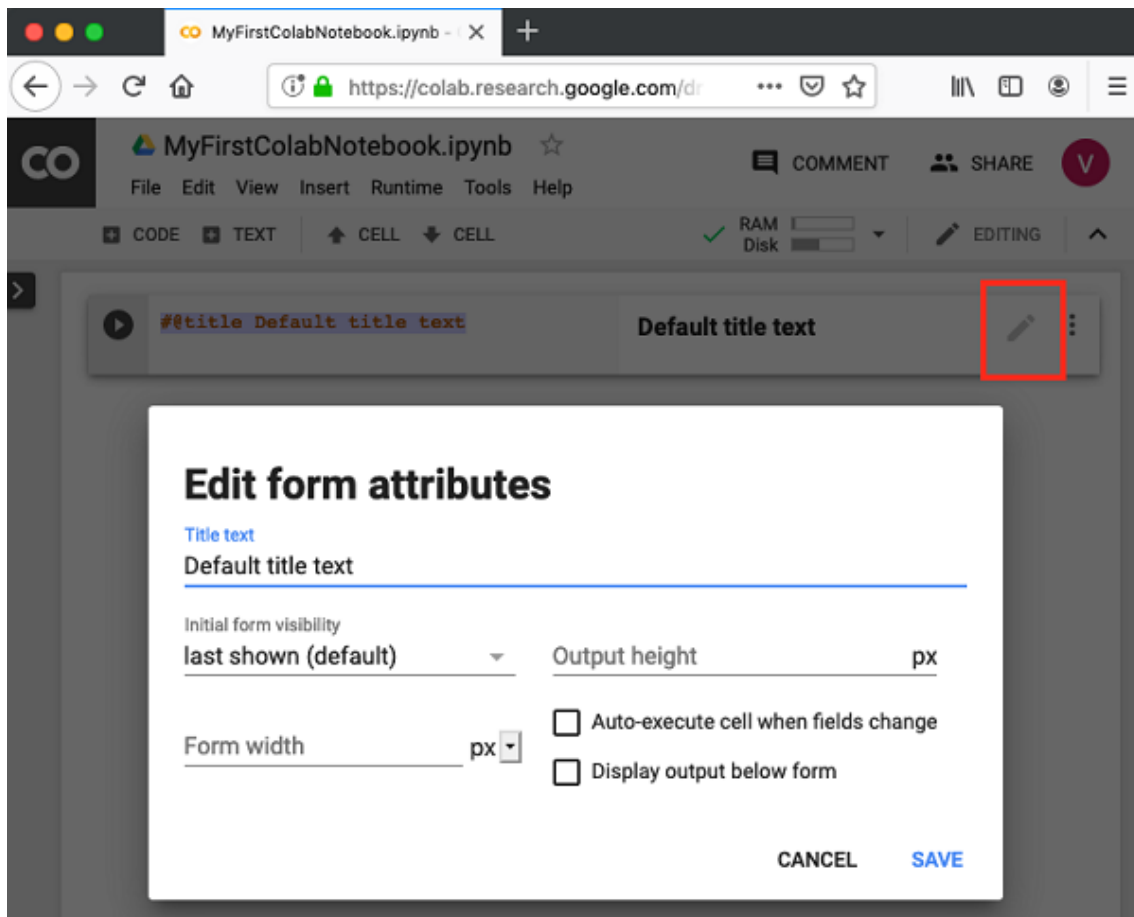 CO MyFirstColabNotebook.ipynb -
https://colab.research.google.com/dr
CO MyFirstColabNotebook.ipynb
COMMENT SHARE V
File Edit View Insert Runtime Tools Help
CODE TEXT CELL CELL RAM Disk EDITING
#@title Default title text Default title text
Edit form attributes
Title text
Default title text
Initial form visibility
last shown (default) Output height px
Auto-execute cell when fields change
Form width px
Display output below form
CANCEL SAVE